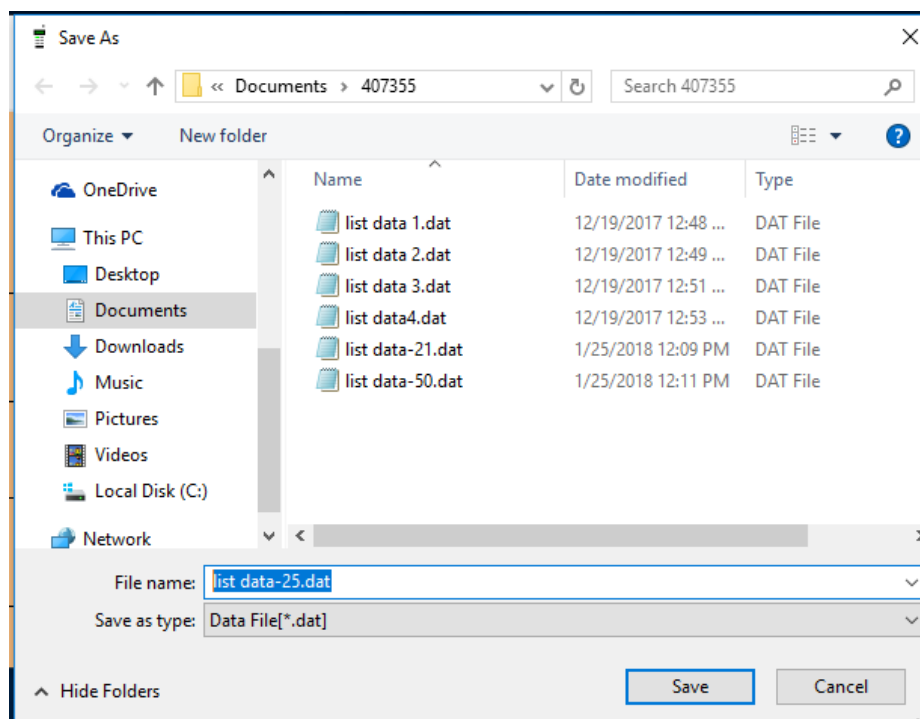 Save As
« Documents > 407355
Search 407355
Organize
New folder
?
OneDrive
This PC
Desktop
Documents
Downloads
Music
Pictures
Videos
Local Disk (C:)
Network
Name Date modified Type
list data 1.dat 12/19/2017 12:48 ... DAT File
list data 2.dat 12/19/2017 12:49 ... DAT File
list data 3.dat 12/19/2017 12:51 ... DAT File
list data4.dat 12/19/2017 12:53 ... DAT File
list data-21.dat 1/25/2018 12:09 PM DAT File
list data-50.dat 1/25/2018 12:11 PM DAT File
File name: list data-25.dat
Save as type: Data File[*.dat]
Hide Folders
Save
Cancel